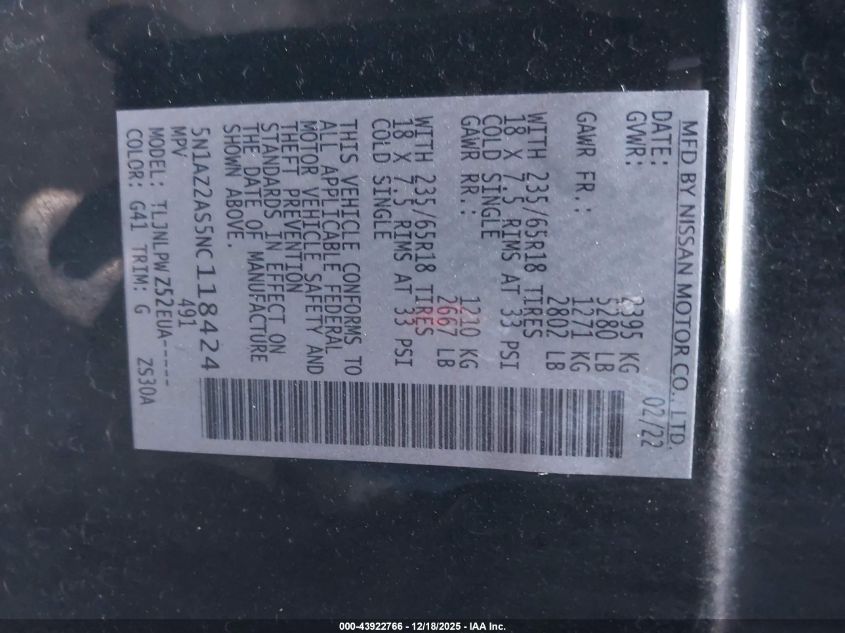 MFD BY NISSAN MOTOR CO., LTD.
DATE: 02/22
GVWR: 2395 KG
5280 LB
GAWR FR.: 1271 KG
2802 LB
WITH 235/65R18 TIRES
18 X 7.5 RIMS AT 33 PSI
COLD SINGLE
GAWR RR.: 1210 KG
2667 LB
WITH 235/65R18 TIRES
18 X 7.5 RIMS AT 33 PSI
COLD SINGLE
THIS VEHICLE CONFORMS TO
ALL APPLICABLE FEDERAL
MOTOR VEHICLE SAFETY AND
THEFT PREVENTION
STANDARDS IN EFFECT ON
THE DATE OF MANUFACTURE
SHOWN ABOVE.
5N1AZ2AS5NC118424
MPV 491
MODEL: TLJNLPW Z52EUA-----
COLOR: G41 TRIM: G ZS30A
000-43922766 - 12/18/2025 - IAA Inc.